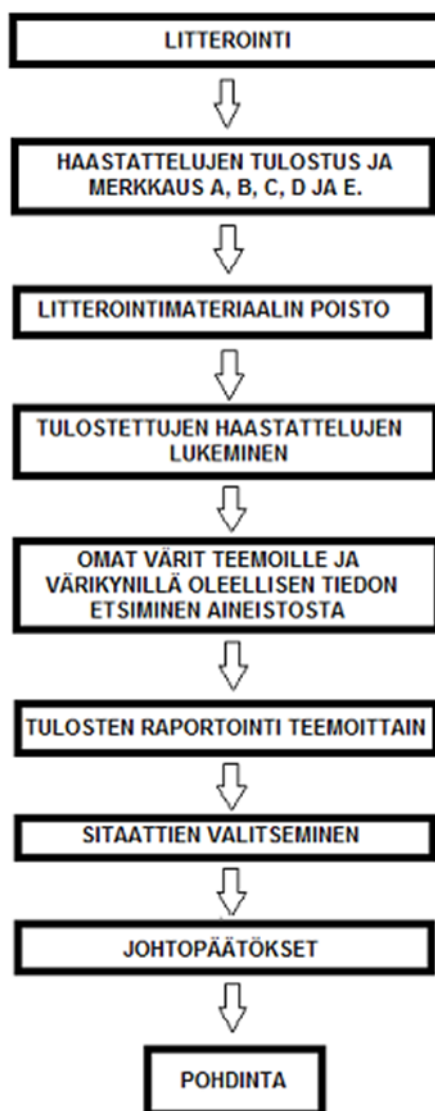 LITTEROINTI
HAASTATTELUJEN TULOSTUS JA
MERKKAUS A, B, C, D JA E.
LITTEROINTIMATERIAALIN POISTO
TULOSTETTUJEN HAASTATTELUJEN
LUKEMINEN
OMAT VÄRIT TEEMOILLE JA
VÄRIKYNILLÄ OLEELLISEN TIEDON
ETSIMINEN AINEISTOSTA
TULOSTEN RAPORTOINTI TEEMOITTAIN
SITAATTIEN VALITSEMINEN
JOHTOPÄÄTÖKSET
POHDINTA